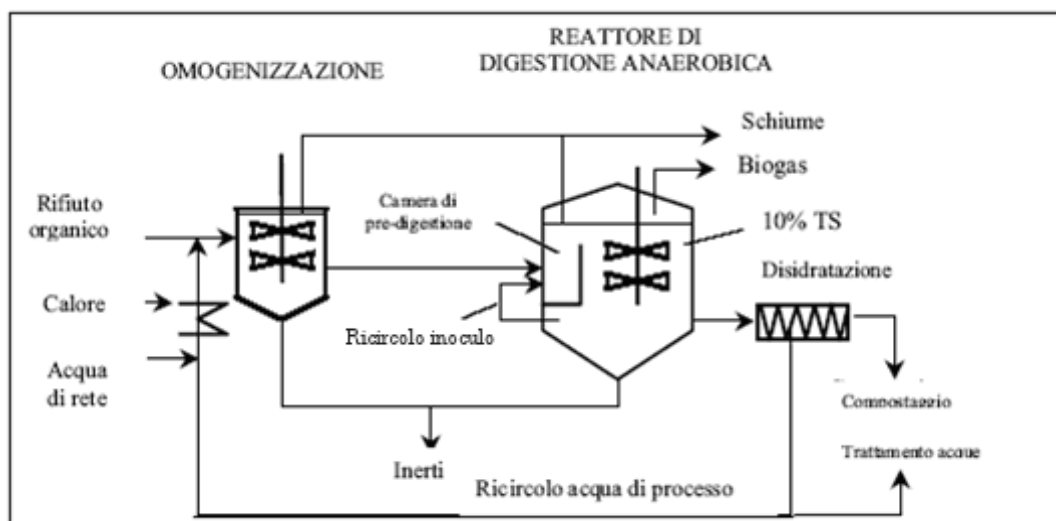 REATTORE DI
DIGESTIONE ANAEROBICA
OMOGENIZZAZIONE
Schiume
Biogas
Camera di
pre-digestione
Rifiuto
organico
10% TS
Disidratazione
Calore
Ricircolo inoculo
Acqua
di rete
Compostaggio
Trattamento acque
Inerti
Ricircolo acqua di processo